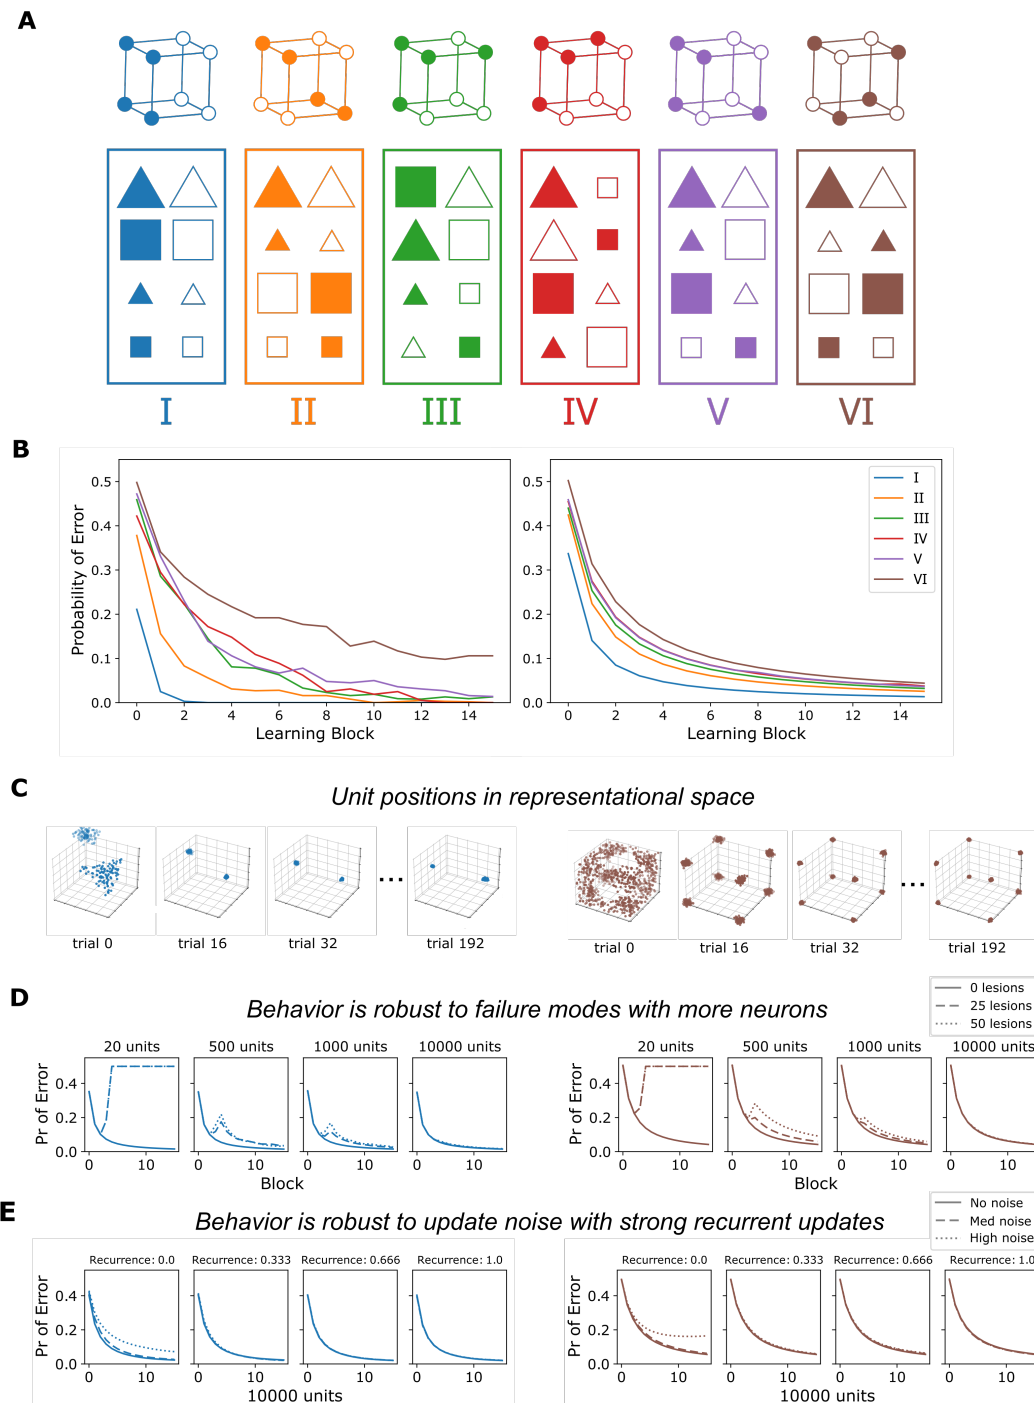 A
I II III IV V VI
B
Probability of Error
0.5
0.4
0.3
0.2
0.1
0.0
0 2 4 6 8 10 12 14
Learning Block
0.5
0.4
0.3
0.2
0.1
0.0
0 2 4 6 8 10 12 14
Learning Block
I
II
III
IV
V
VI
C
Unit positions in representational space
trial 0 trial 16 trial 32 ... trial 192
trial 0 trial 16 trial 32 ... trial 192
D
Behavior is robust to failure modes with more neurons
0 lesions
25 lesions
50 lesions
20 units 500 units 1000 units 10000 units
Pr of Error
0.4
0.2
0.0
0 10 0 10 0 10 0 10
Block
20 units 500 units 1000 units 10000 units
Pr of Error
0.4
0.2
0.0
0 10 0 10 0 10 0 10
Block
E
Behavior is robust to update noise with strong recurrent updates
No noise
Med noise
High noise
Recurrence: 0.0 Recurrence: 0.333 Recurrence: 0.666 Recurrence: 1.0
Pr of Error
0.4
0.2
0.0
0 10 0 10 0 10 0 10
10000 units
Recurrence: 0.0 Recurrence: 0.333 Recurrence: 0.666 Recurrence: 1.0
Pr of Error
0.4
0.2
0.0
0 10 0 10 0 10 0 10
10000 units